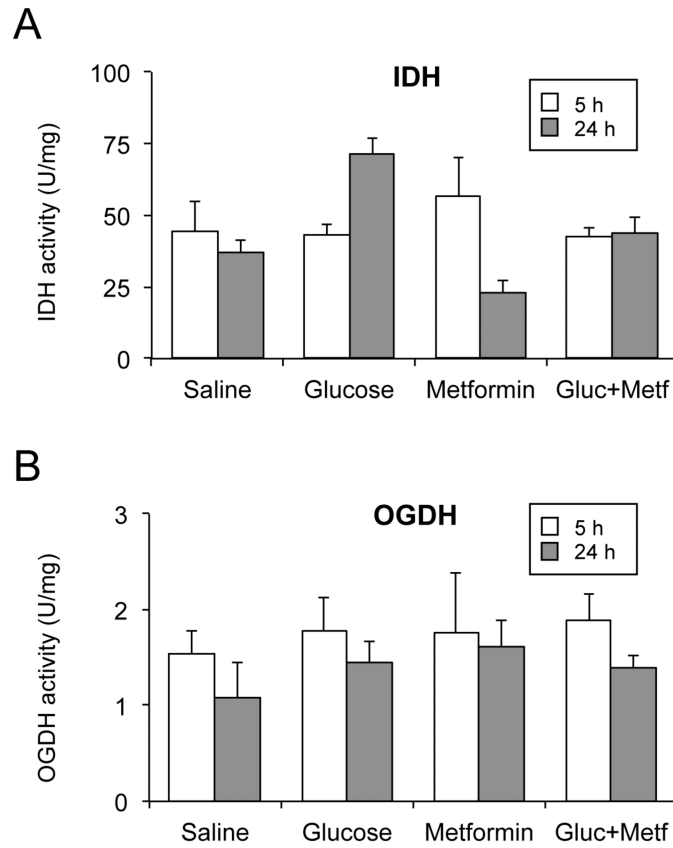 A
IDH
IDH activity (U/mg)
100
75
50
25
0
5 h
24 h
Saline Glucose Metformin Gluc+Metf
B
OGDH
OGDH activity (U/mg)
3
2
1
0
5 h
24 h
Saline Glucose Metformin Gluc+Metf